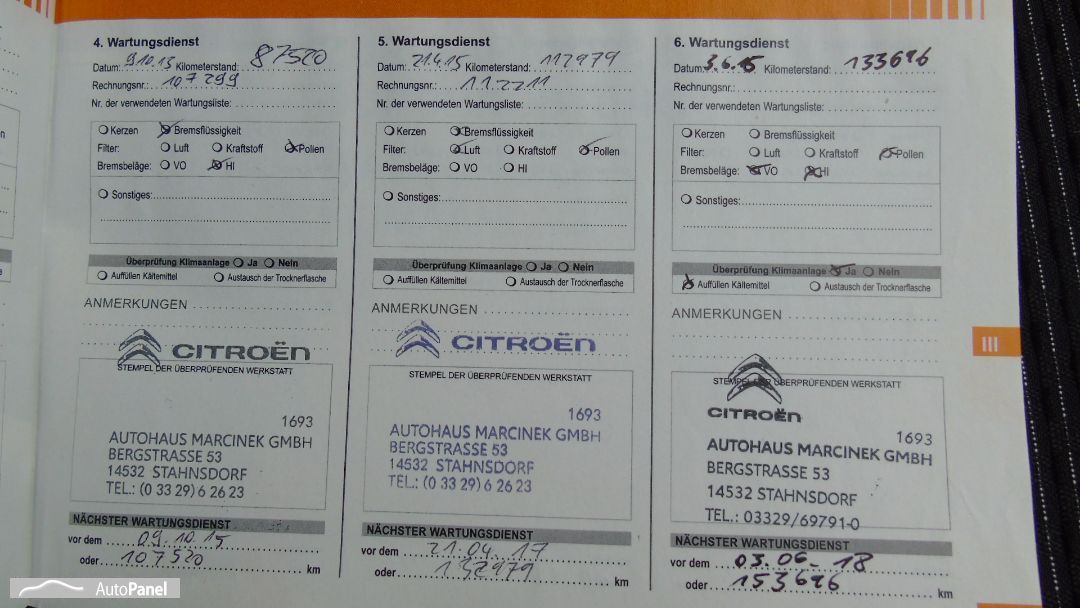 4. Wartungsdienst
Datum: 9.10.13 Kilometerstand: 87520
Rechnungsnr.: 107299
Nr. der verwendeten Wartungsliste:
Kerzen Bremsflüssigkeit
Filter: Luft Kraftstoff Pollen
Bremsbeläge: VO HI
Sonstiges:
Überprüfung Klimaanlage Ja Nein
Auffüllen Kältemittel Austausch der Trocknerflasche
ANMERKUNGEN
CITROËN
STEMPEL DER ÜBERPRÜFENDEN WERKSTATT
1693
AUTOHAUS MARCINEK GMBH
BERGSTRASSE 53
14532 STAHNSDORF
TEL.: (0 33 29) 6 26 23
NÄCHSTER WARTUNGSDIENST
vor dem 09.10.15
oder 107520 km
5. Wartungsdienst
Datum: 21.4.15 Kilometerstand: 112979
Rechnungsnr.: 112211
Nr. der verwendeten Wartungsliste:
Kerzen Bremsflüssigkeit
Filter: Luft Kraftstoff Pollen
Bremsbeläge: VO HI
Sonstiges:
Überprüfung Klimaanlage Ja Nein
Auffüllen Kältemittel Austausch der Trocknerflasche
ANMERKUNGEN
CITROËN
STEMPEL DER ÜBERPRÜFENDEN WERKSTATT
1693
AUTOHAUS MARCINEK GMBH
BERGSTRASSE 53
14532 STAHNSDORF
TEL.: (0 33 29) 6 26 23
NÄCHSTER WARTUNGSDIENST
vor dem 21.04.17
oder 132979 km
6. Wartungsdienst
Datum: 3.6.16 Kilometerstand: 133696
Rechnungsnr.:
Nr. der verwendeten Wartungsliste:
Kerzen Bremsflüssigkeit
Filter: Luft Kraftstoff Pollen
Bremsbeläge: VO HI
Sonstiges:
Überprüfung Klimaanlage Ja Nein
Auffüllen Kältemittel Austausch der Trocknerflasche
ANMERKUNGEN
STEMPEL DER ÜBERPRÜFENDEN WERKSTATT
CITROËN
1693
AUTOHAUS MARCINEK GMBH
BERGSTRASSE 53
14532 STAHNSDORF
TEL.: 03329/69791-0
NÄCHSTER WARTUNGSDIENST
vor dem 03.06.18
oder 153696 km
III
AutoPanel